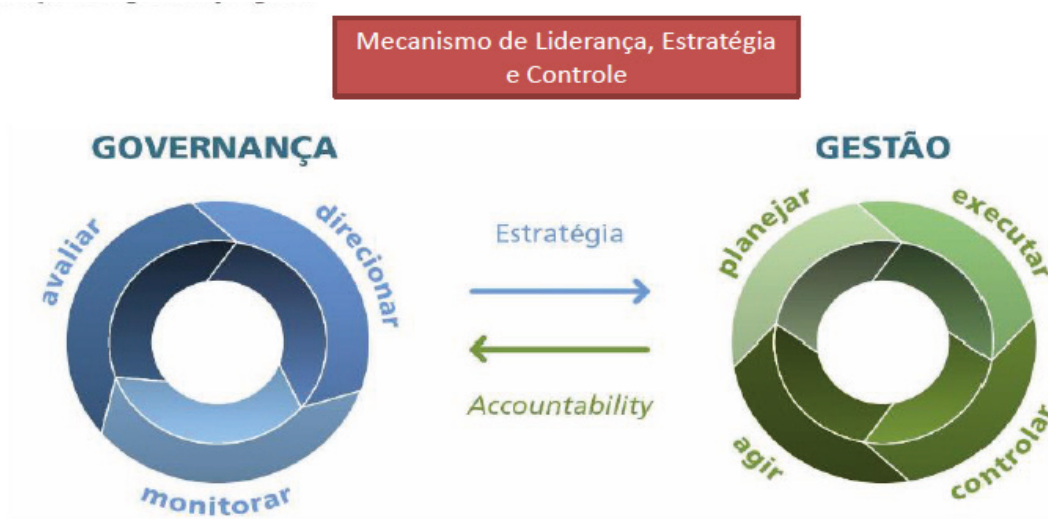 Mecanismo de Liderança, Estratégia
e Controle
GOVERNANÇA
GESTÃO
avaliar
direcionar
monitorar
Estratégia
Accountability
planejar
executar
agir
controlar